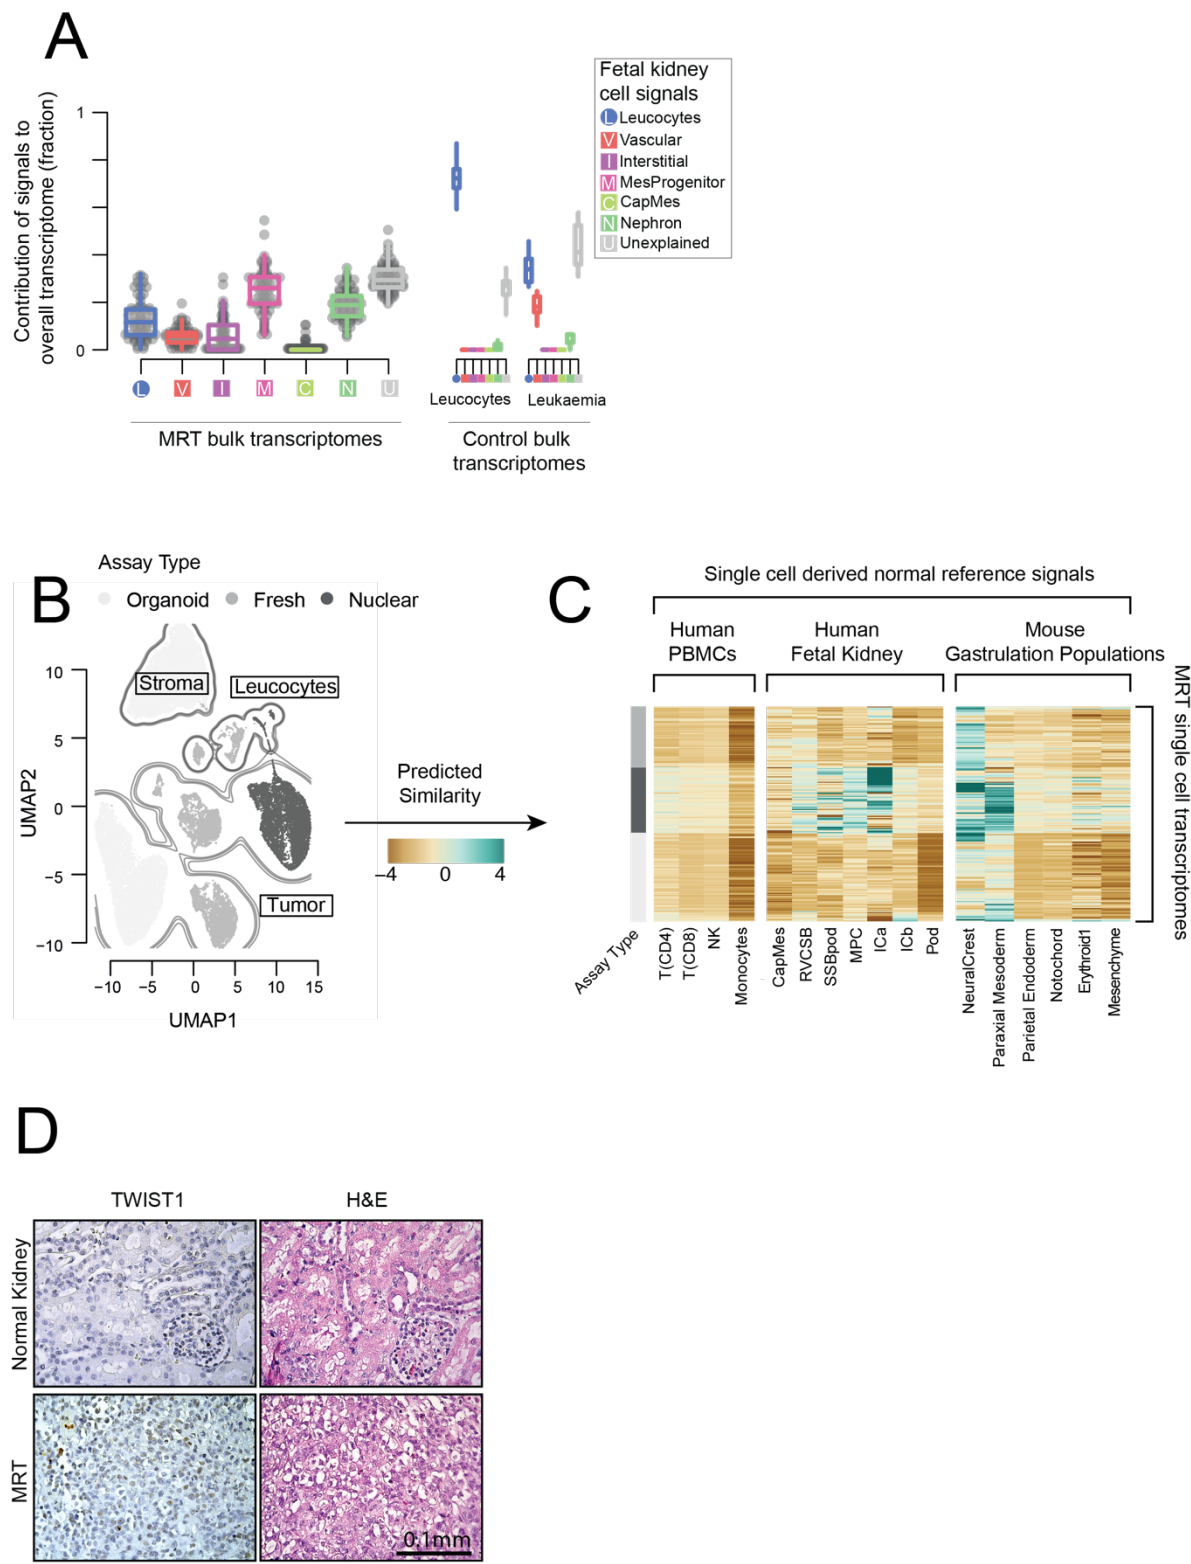 A
Contribution of signals to
overall transcriptome (fraction)
1
0
L
V
I
M
C
N
U
MRT bulk transcriptomes
Leucocytes
Leukaemia
Control bulk
transcriptomes
Fetal kidney
cell signals
L Leucocytes
V Vascular
I Interstitial
M MesProgenitor
C CapMes
N Nephron
U Unexplained
B
Assay Type
Organoid
Fresh
Nuclear
UMAP2
10
5
0
−5
−10
Stroma
Leucocytes
Tumor
−10
−5
0
5
10
15
UMAP1
Predicted
Similarity
−4
0
4
C
Single cell derived normal reference signals
Human
PBMCs
Human
Fetal Kidney
Mouse
Gastrulation Populations
MRT single cell transcriptomes
Assay Type
T(CD4)
T(CD8)
NK
Monocytes
CapMes
RVCSB
SSBpod
MPC
ICa
ICb
Pod
NeuralCrest
Paraxial Mesoderm
Parietal Endoderm
Notochord
Erythroid1
Mesenchyme
D
TWIST1
H&E
Normal Kidney
MRT
0.1mm